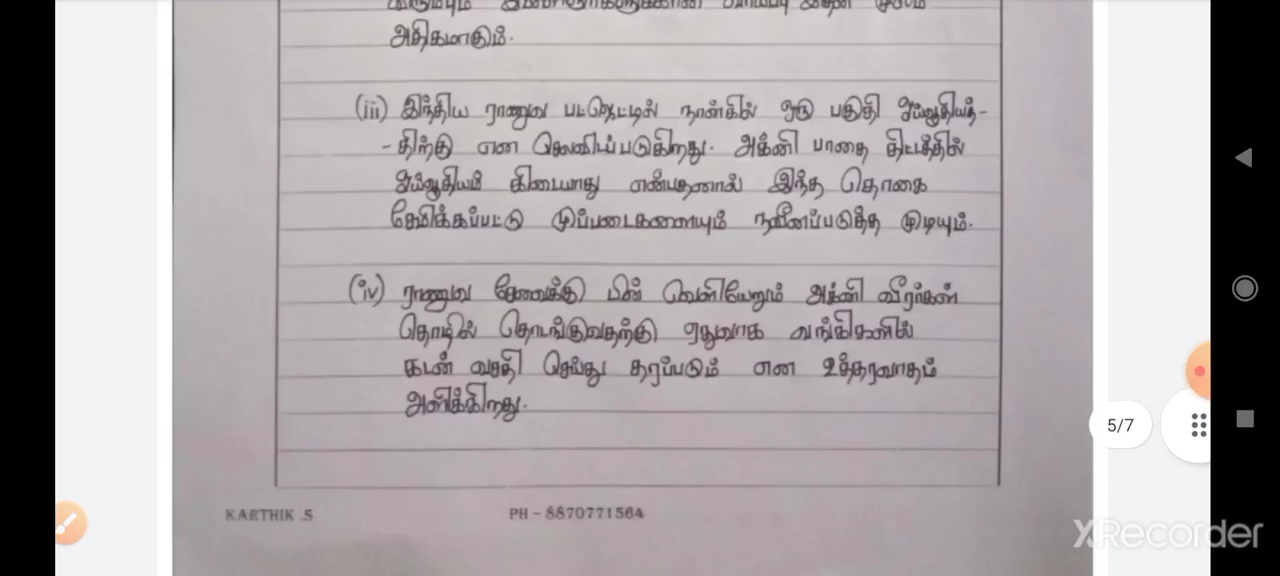 அதிகமாகும்.
(iii) இந்திய ராணுவ பட்ஜெட்டில் நான்கில் ஒரு பகுதி ஓய்வூதியத்-
-திற்கு என செலவிடப்படுகிறது. அக்னி பாதை திட்டத்தில்
ஓய்வூதியம் கிடையாது என்பதனால் இந்த தொகை
சேமிக்கப்பட்டு முப்படைகளையும் நவீனப்படுத்த முடியும்.
(iv) ராணுவ சேவைக்கு பின் வெளியேறும் அக்னி வீரர்கள்
தொழில் தொடங்குவதற்கு ஏதுவாக வங்கிகளில்
கடன் வசதி செய்து தரப்படும் என உத்தரவாதம்
அளிக்கிறது.
5/7
KARTHIK .S PH - 8870771564
XRecorder